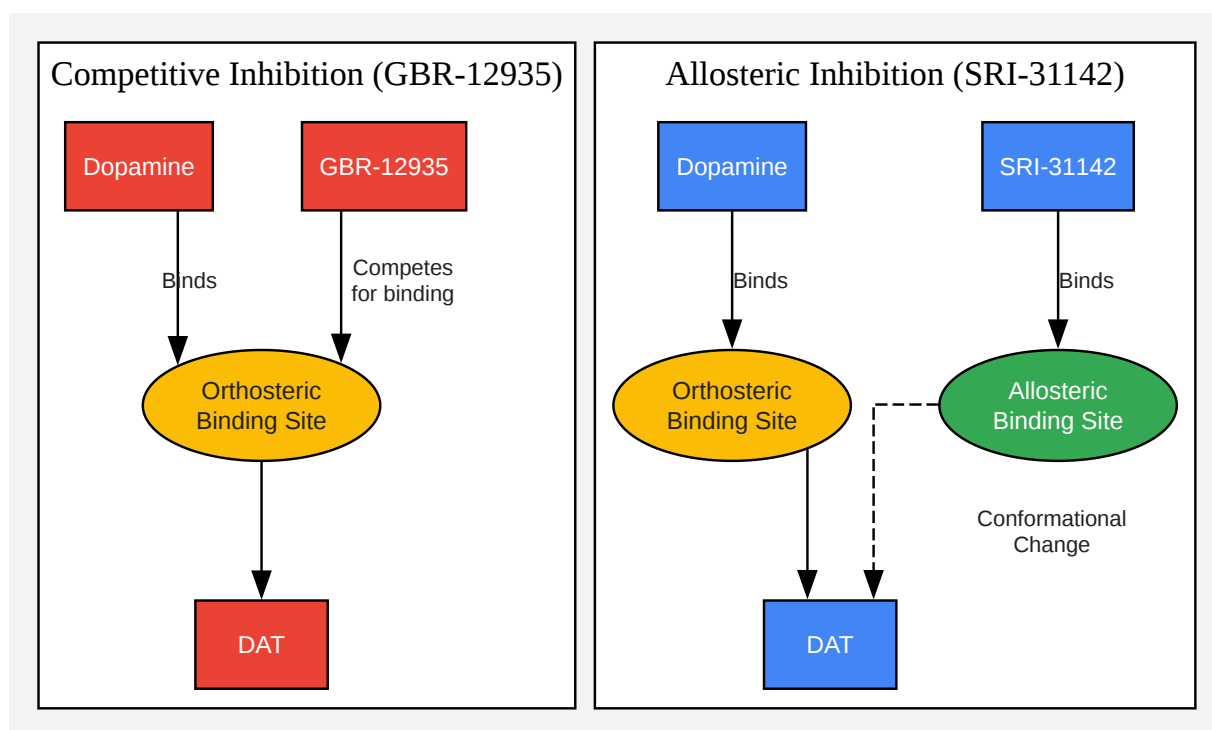 Competitive Inhibition (GBR-12935)
Dopamine
GBR-12935
Binds
Competes
for binding
Orthosteric
Binding Site
DAT
Allosteric Inhibition (SRI-31142)
Dopamine
SRI-31142
Binds
Binds
Orthosteric
Binding Site
Allosteric
Binding Site
Conformational
Change
DAT